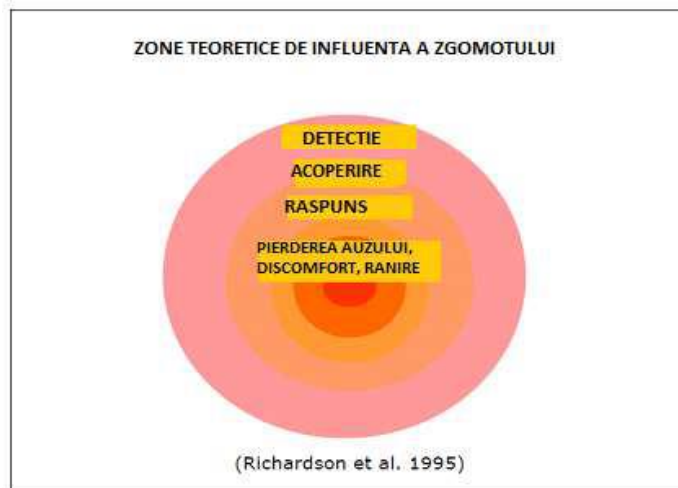 ZONE TEORETICE DE INFLUENTA A ZGOMOTULUI
DETECTIE
ACOPERIRE
RASPUNS
PIERDEREA AUZULUI,
DISCOMFORT, RANIRE
(Richardson et al. 1995)